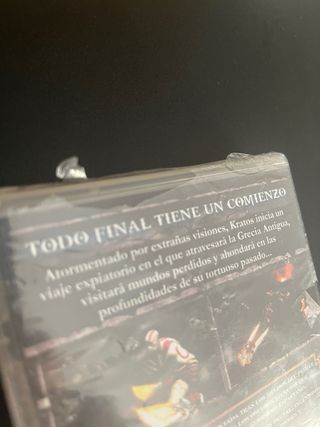 TODO FINAL TIENE UN COMIENZO
Atormentado por extrañas visiones, Kratos inicia un
viaje expiatorio en el que atravesará la Grecia Antigua,
visitará mundos perdidos y ahondará en las
profundidades de su tortuoso pasado...